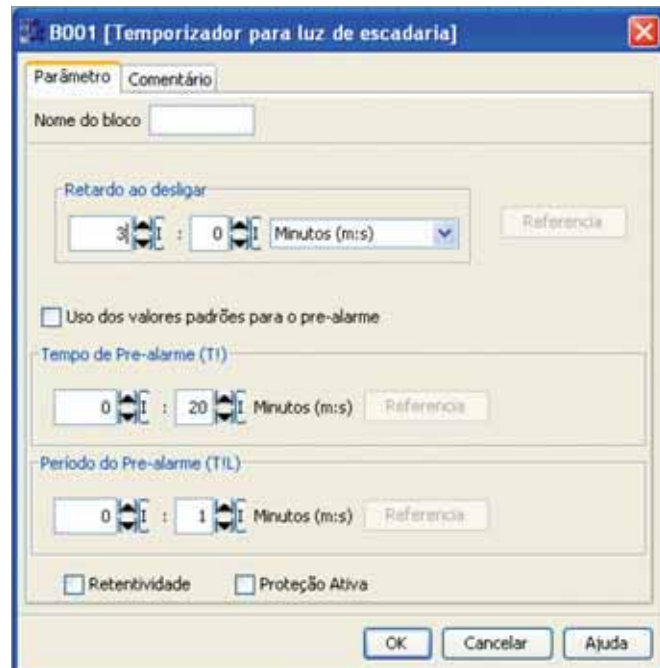 B001 [Temporizador para luz de escadaria]
Parâmetro Comentário
Nome do bloco
Retardo ao desligar
3 : 0 Minutos (m:s) Referencia
Uso dos valores padrões para o pre-alarme
Tempo de Pre-alarme (T!)
0 : 20 Minutos (m:s) Referencia
Período do Pre-alarme (T!L)
0 : 1 Minutos (m:s) Referencia
Retentividade Proteção Ativa
OK Cancelar Ajuda